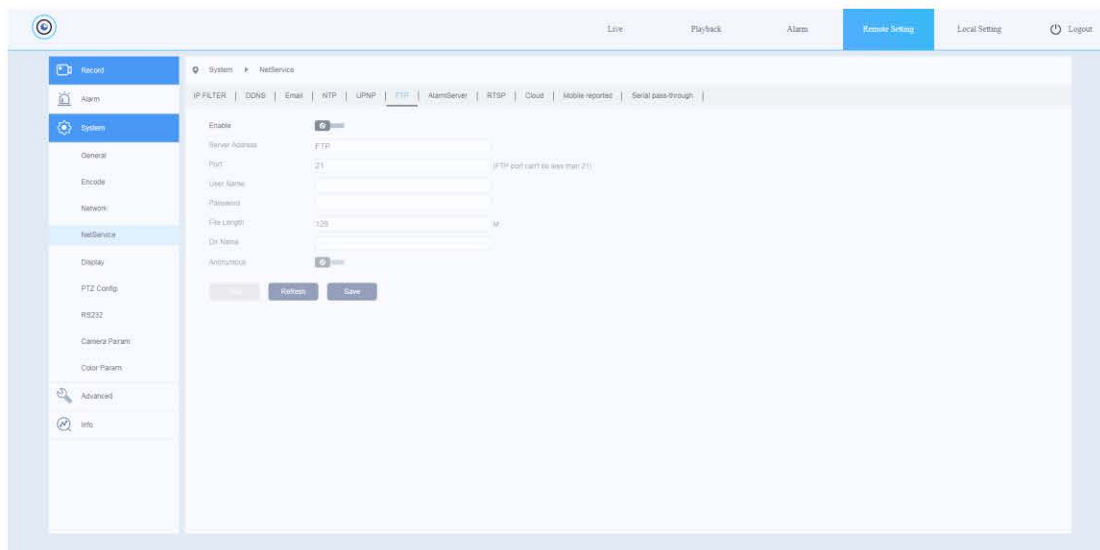 Live Playback Alarm Remote Setting Local Setting Logout
Record
Alarm
System
General
Encode
Network
NetService
Display
PTZ Config
RS232
Camera Param
Color Param
Advanced
Info
System NetService
IP FILTER | DDNS | Email | NTP | UPNP | FTP | AlarmServer | RTSP | Cloud | Mobile reported | Serial pass-through |
Enable
Server Address FTP
Port 21 (FTP port can't be less than 21)
User Name
Password
File Length 128 M
Dir Name
Anonymous
Refresh Save